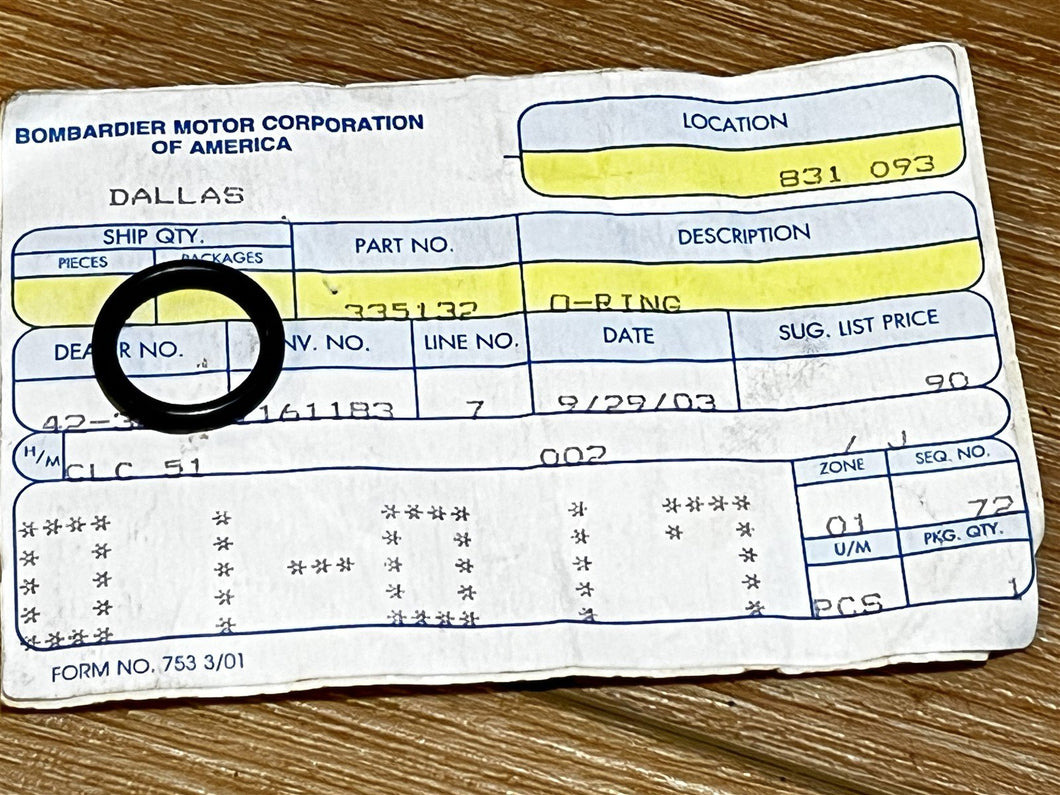 BOMBARDIER MOTOR CORPORATION
OF AMERICA
DALLAS
LOCATION
831 093
SHIP QTY.
PIECES PACKAGES
PART NO.
DESCRIPTION
335132 O-RING
NV. NO. LINE NO. DATE SUG. LIST PRICE
R NO.
161183 7 9/29/03 90
H/M CLC 51 002
ZONE SEQ. NO.
01 72
U/M PKG. QTY.
PCS 1
FORM NO. 753 3/01